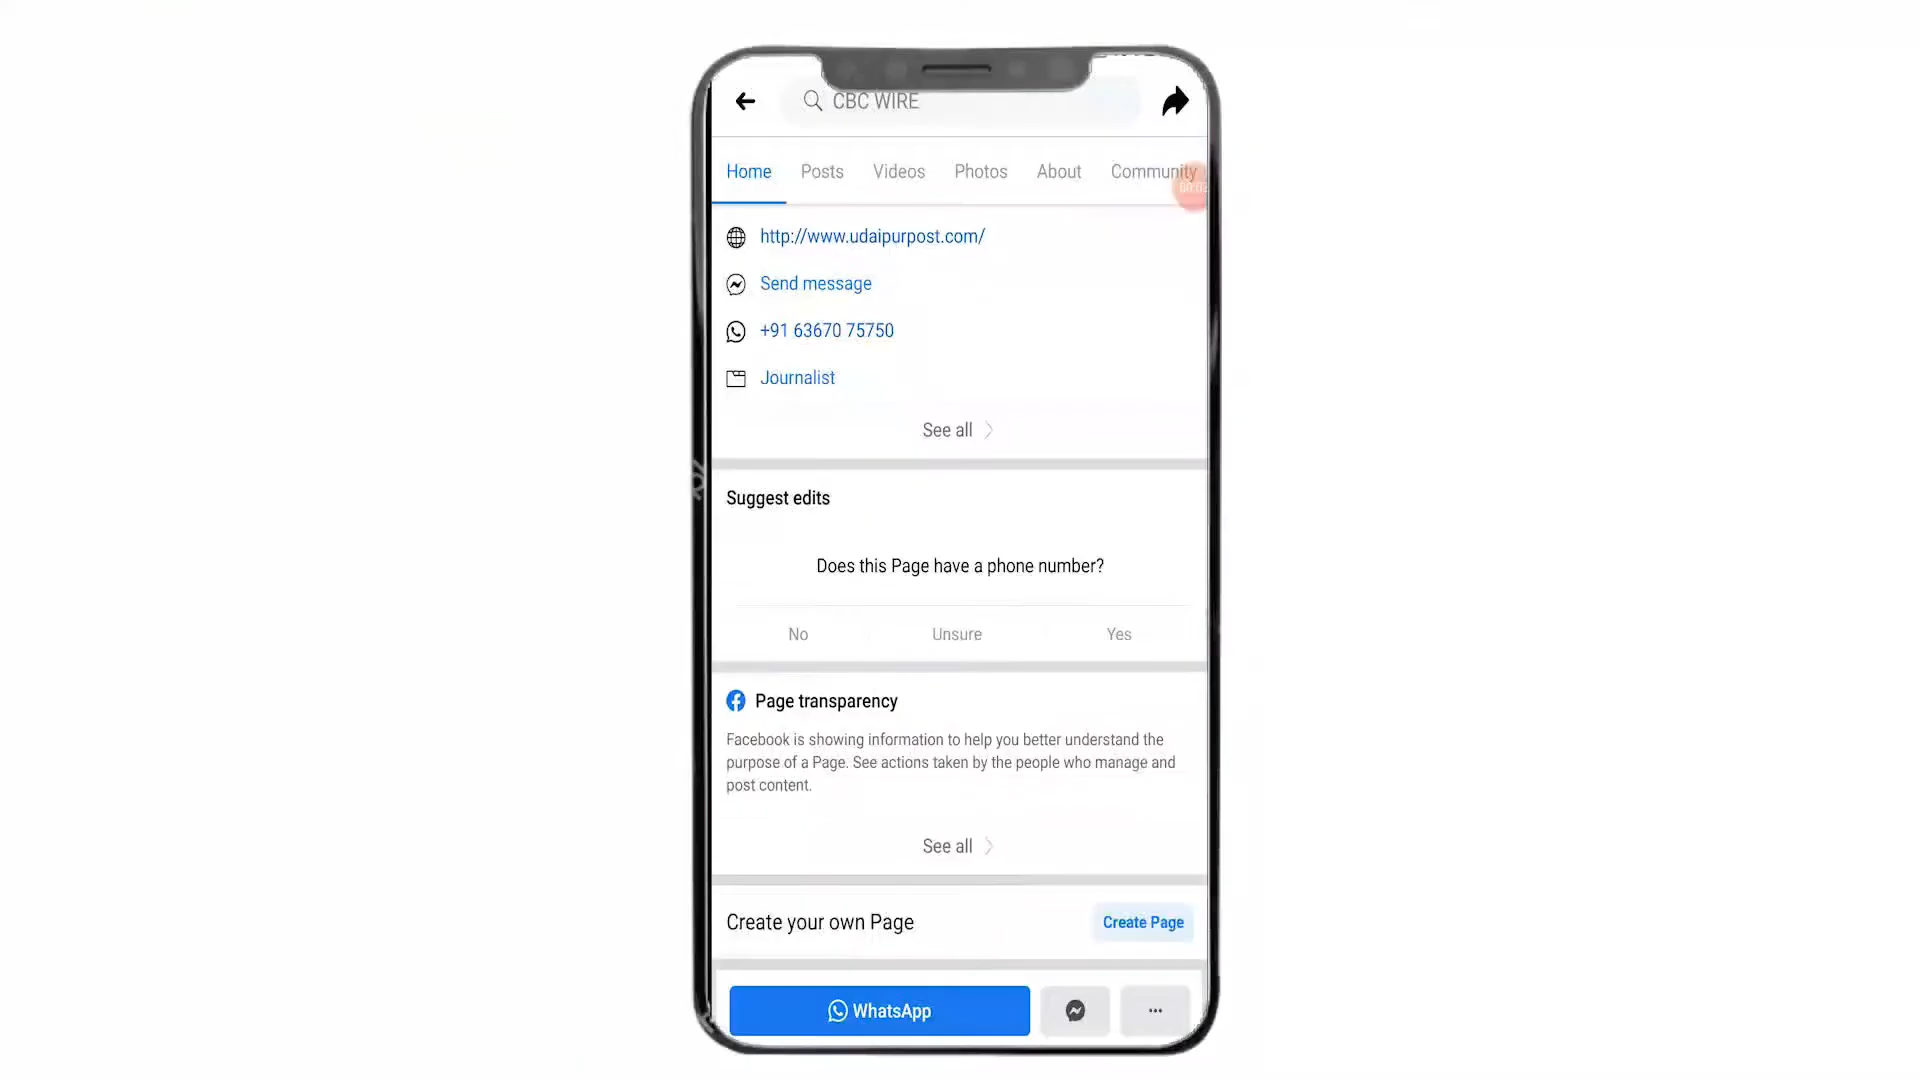 CBC WIRE
Home Posts Videos Photos About Community
http://www.udaipurpost.com/
Send message
+91 63670 75750
Journalist
See all
Suggest edits
Does this Page have a phone number?
No Unsure Yes
Page transparency
Facebook is showing information to help you better understand the
purpose of a Page. See actions taken by the people who manage and
post content.
See all
Create your own Page Create Page
WhatsApp